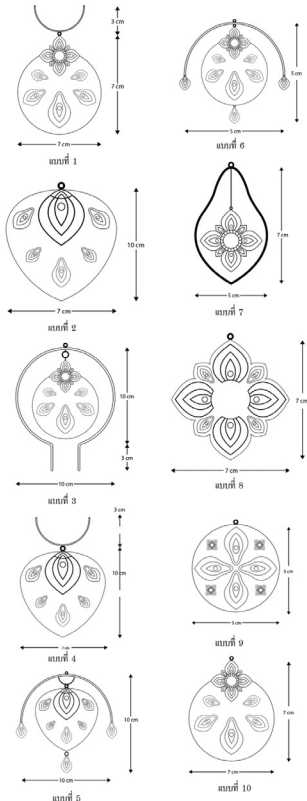 3 cm
7 cm
7 cm
แบบที่ 1
10 cm
7 cm
แบบที่ 2
10 cm
3 cm
10 cm
แบบที่ 3
3 cm
10 cm
7 cm
แบบที่ 4
10 cm
10 cm
แบบที่ 5
5 cm
5 cm
แบบที่ 6
7 cm
5 cm
แบบที่ 7
7 cm
7 cm
แบบที่ 8
5 cm
แบบที่ 9
7 cm
7 cm
แบบที่ 10